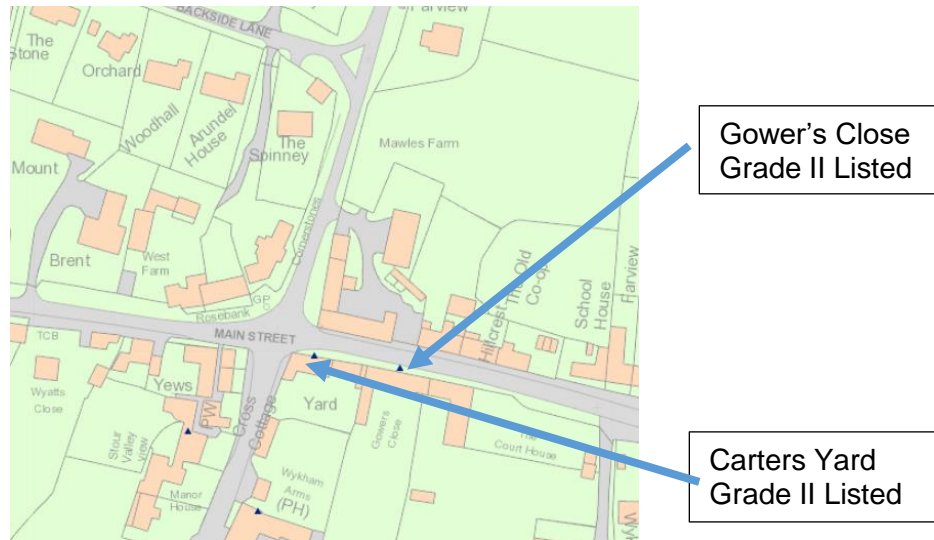 BACKSIDE LANE
Farview
The
Stone
Orchard
Woodhall
Arundel
House
The
Spinney
Mawles Farm
Mount
Cornerstones
Brent
West
Farm
Rosebank
GP
MAIN STREET
TCB
Hillcrest
The Old
Co-op
School
House
Farview
Yews
Wyatts
Close
PW
Cross
Cottage
Yard
Gowers
Close
The
Court House
Stour
Valley
View
Manor
House
Wykham
Arms
(PH)
Wy
Gower's Close
Grade II Listed
Carters Yard
Grade II Listed